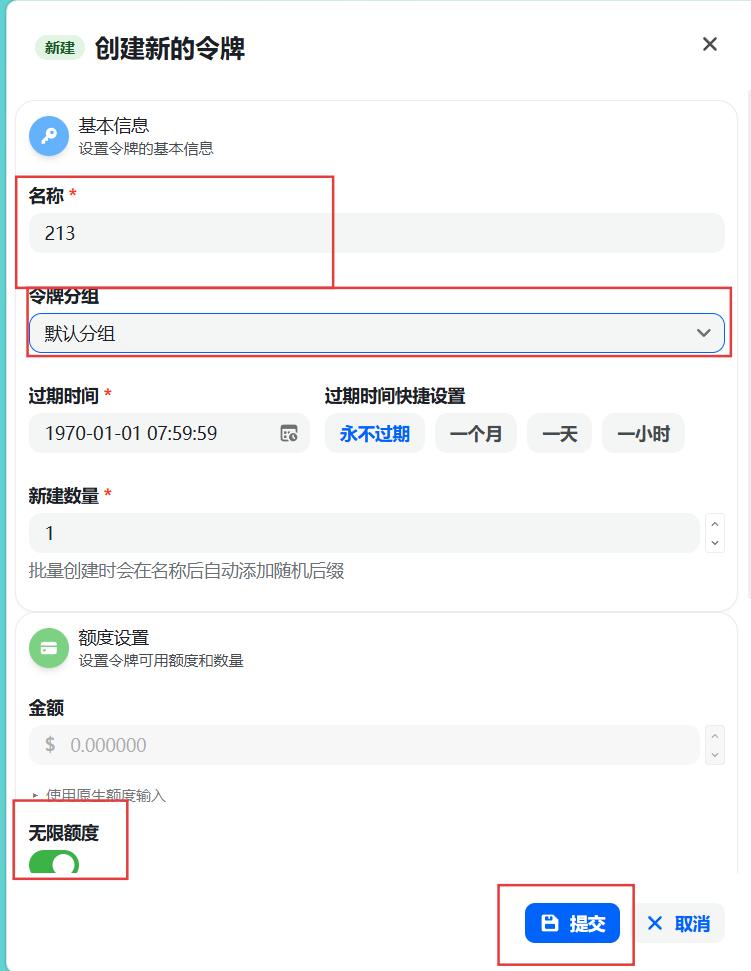 新建 创建新的令牌
基本信息
设置令牌的基本信息
名称 *
213
令牌分组
默认分组
过期时间 * 过期时间快捷设置
1970-01-01 07:59:59 永不过期 一个月 一天 一小时
新建数量 *
1
批量创建时会在名称后自动添加随机后缀
额度设置
设置令牌可用额度和数量
金额
$ 0.000000
使用原生额度输入
无限额度
提交 取消